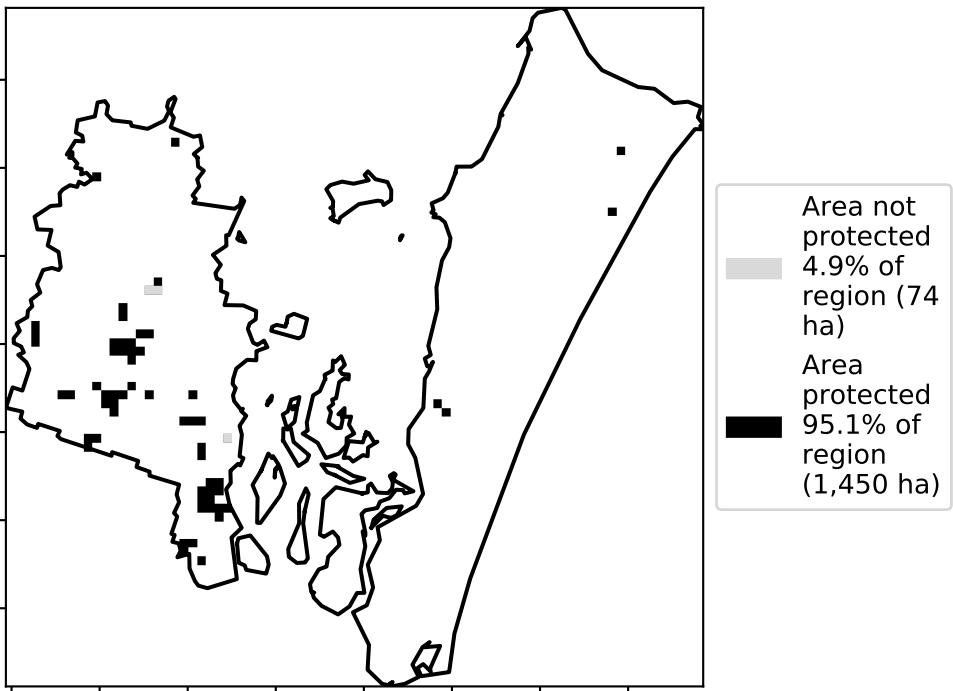 Area not
protected
4.9% of
region (74
ha)
Area
protected
95.1% of
region
(1,450 ha)